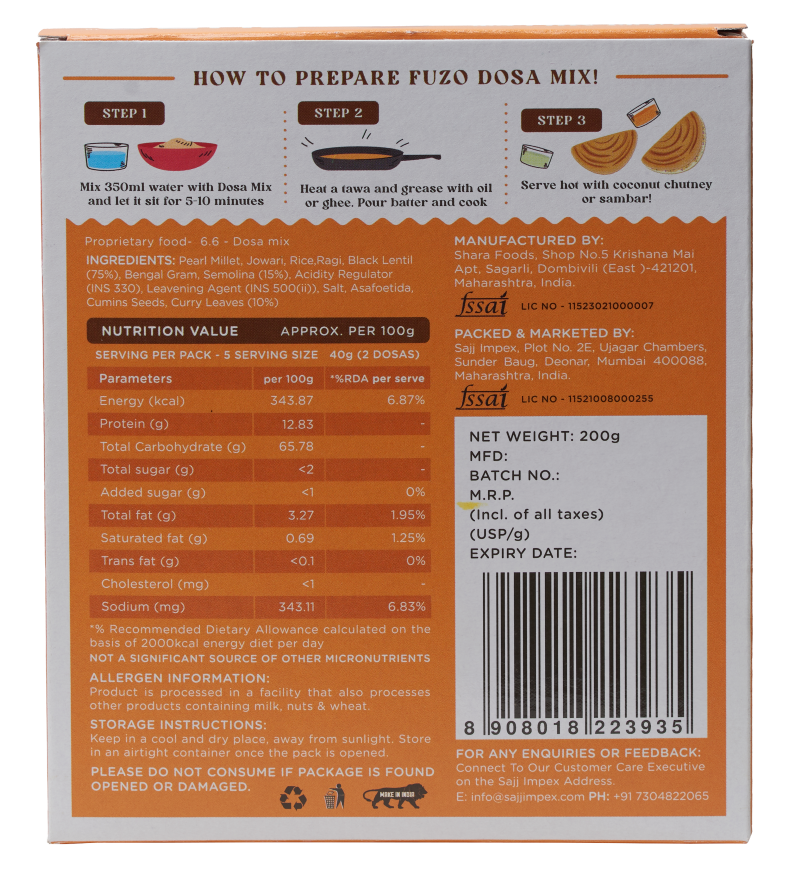 HOW TO PREPARE FUZO DOSA MIX!
STEP 1
Mix 350ml water with Dosa Mix
and let it sit for 5-10 minutes
STEP 2
Heat a tawa and grease with oil
or ghee. Pour batter and cook
STEP 3
Serve hot with coconut chutney
or sambar!
Proprietary food- 6.6 - Dosa mix
INGREDIENTS: Pearl Millet, Jowari, Rice,Ragi, Black Lentil
(75%), Bengal Gram, Semolina (15%), Acidity Regulator
(INS 330), Leavening Agent (INS 500(ii)), Salt, Asafoetida,
Cumins Seeds, Curry Leaves (10%)
NUTRITION VALUE APPROX. PER 100g
SERVING PER PACK - 5 SERVING SIZE 40g (2 DOSAS)
Parameters per 100g *%RDA per serve
Energy (kcal) 343.87 6.87%
Protein (g) 12.83 -
Total Carbohydrate (g) 65.78 -
Total sugar (g) <2 -
Added sugar (g) <1 0%
Total fat (g) 3.27 1.95%
Saturated fat (g) 0.69 1.25%
Trans fat (g) <0.1 0%
Cholesterol (mg) <1 -
Sodium (mg) 343.11 6.83%
*% Recommended Dietary Allowance calculated on the
basis of 2000kcal energy diet per day
NOT A SIGNIFICANT SOURCE OF OTHER MICRONUTRIENTS
ALLERGEN INFORMATION:
Product is processed in a facility that also processes
other products containing milk, nuts & wheat.
STORAGE INSTRUCTIONS:
Keep in a cool and dry place, away from sunlight. Store
in an airtight container once the pack is opened.
PLEASE DO NOT CONSUME IF PACKAGE IS FOUND
OPENED OR DAMAGED.
MAKE IN INDIA
MANUFACTURED BY:
Shara Foods, Shop No.5 Krishana Mai
Apt, Sagarli, Dombivili (East )-421201,
Maharashtra, India.
fssai LIC NO - 11523021000007
PACKED & MARKETED BY:
Sajj Impex, Plot No. 2E, Ujagar Chambers,
Sunder Baug, Deonar, Mumbai 400088,
Maharashtra, India.
fssai LIC NO - 11521008000255
NET WEIGHT: 200g
MFD:
BATCH NO.:
M.R.P.
(Incl. of all taxes)
(USP/g)
EXPIRY DATE:
8 908018 223935
FOR ANY ENQUIRIES OR FEEDBACK:
Connect To Our Customer Care Executive
on the Sajj Impex Address.
E: info@sajjimpex.com PH: +91 7304822065